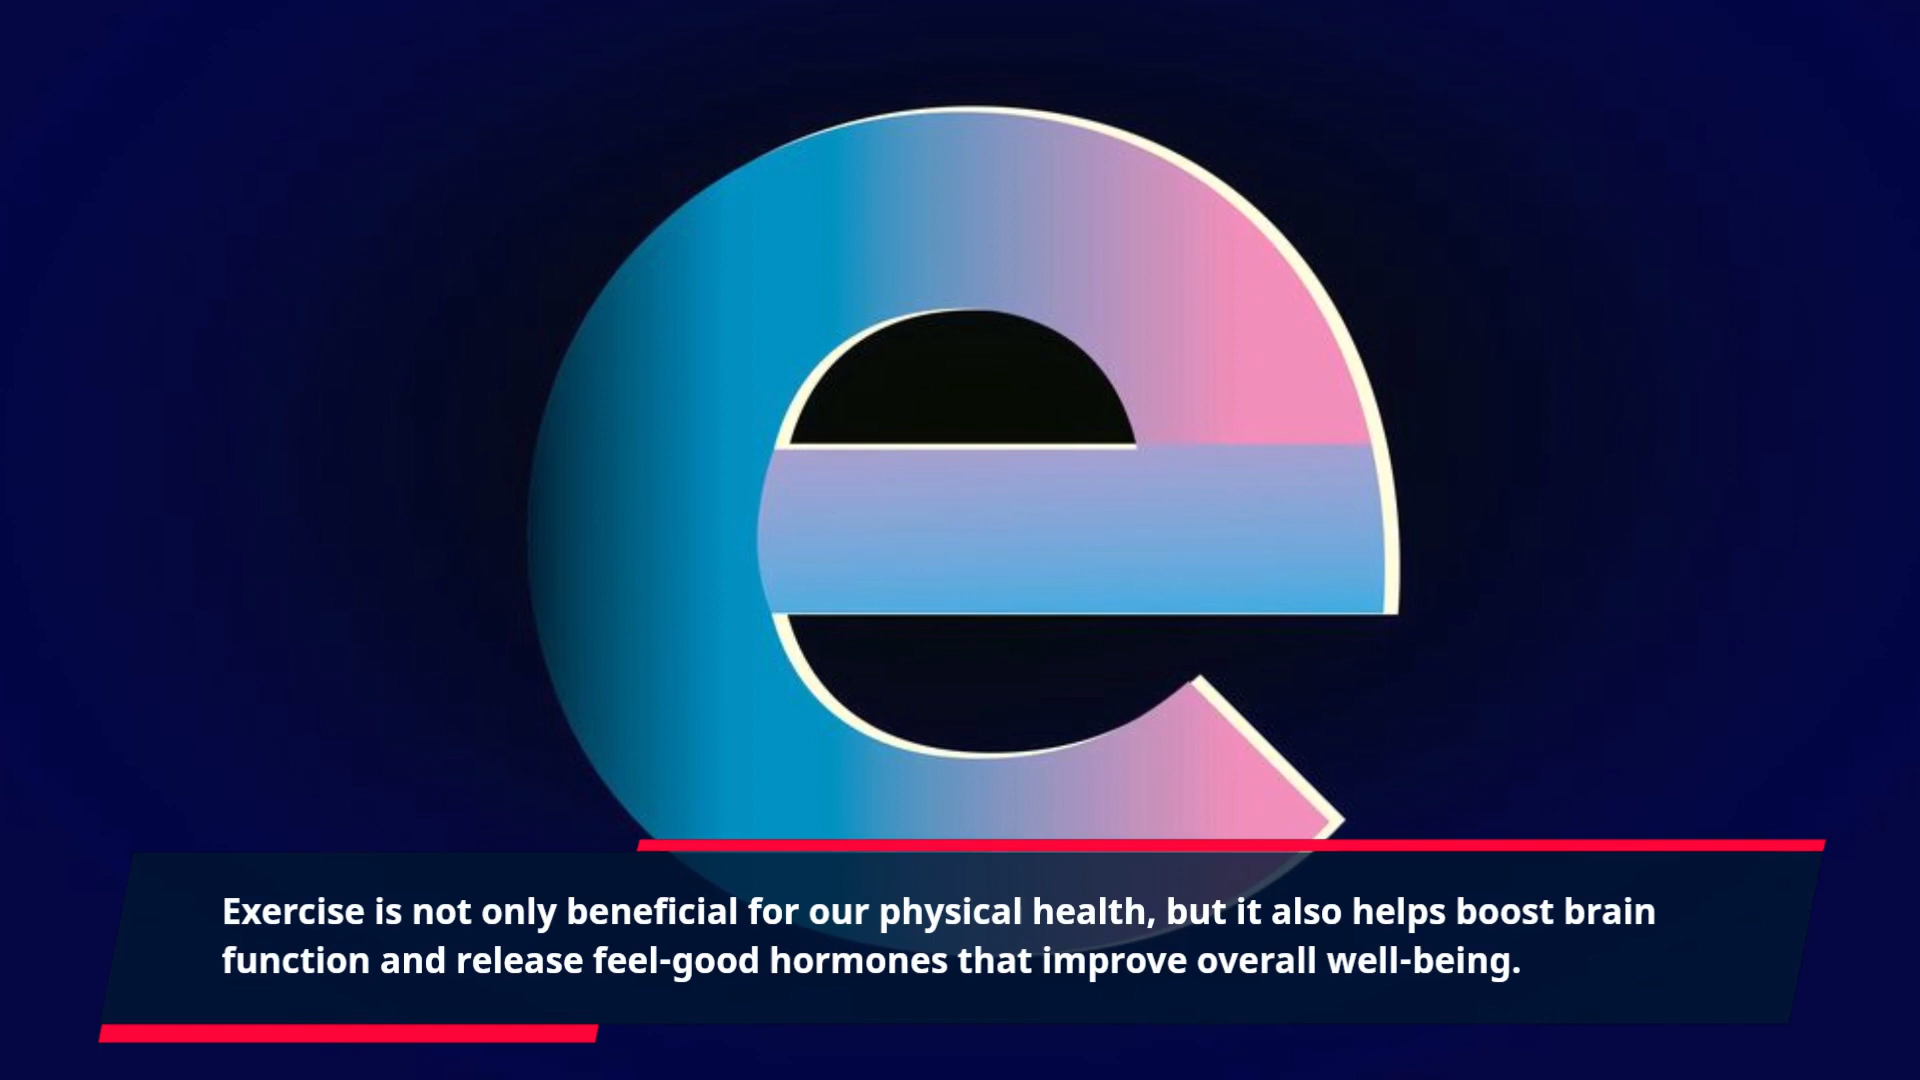 e
Exercise is not only beneficial for our physical health, but it also helps boost brain
function and release feel-good hormones that improve overall well-being.